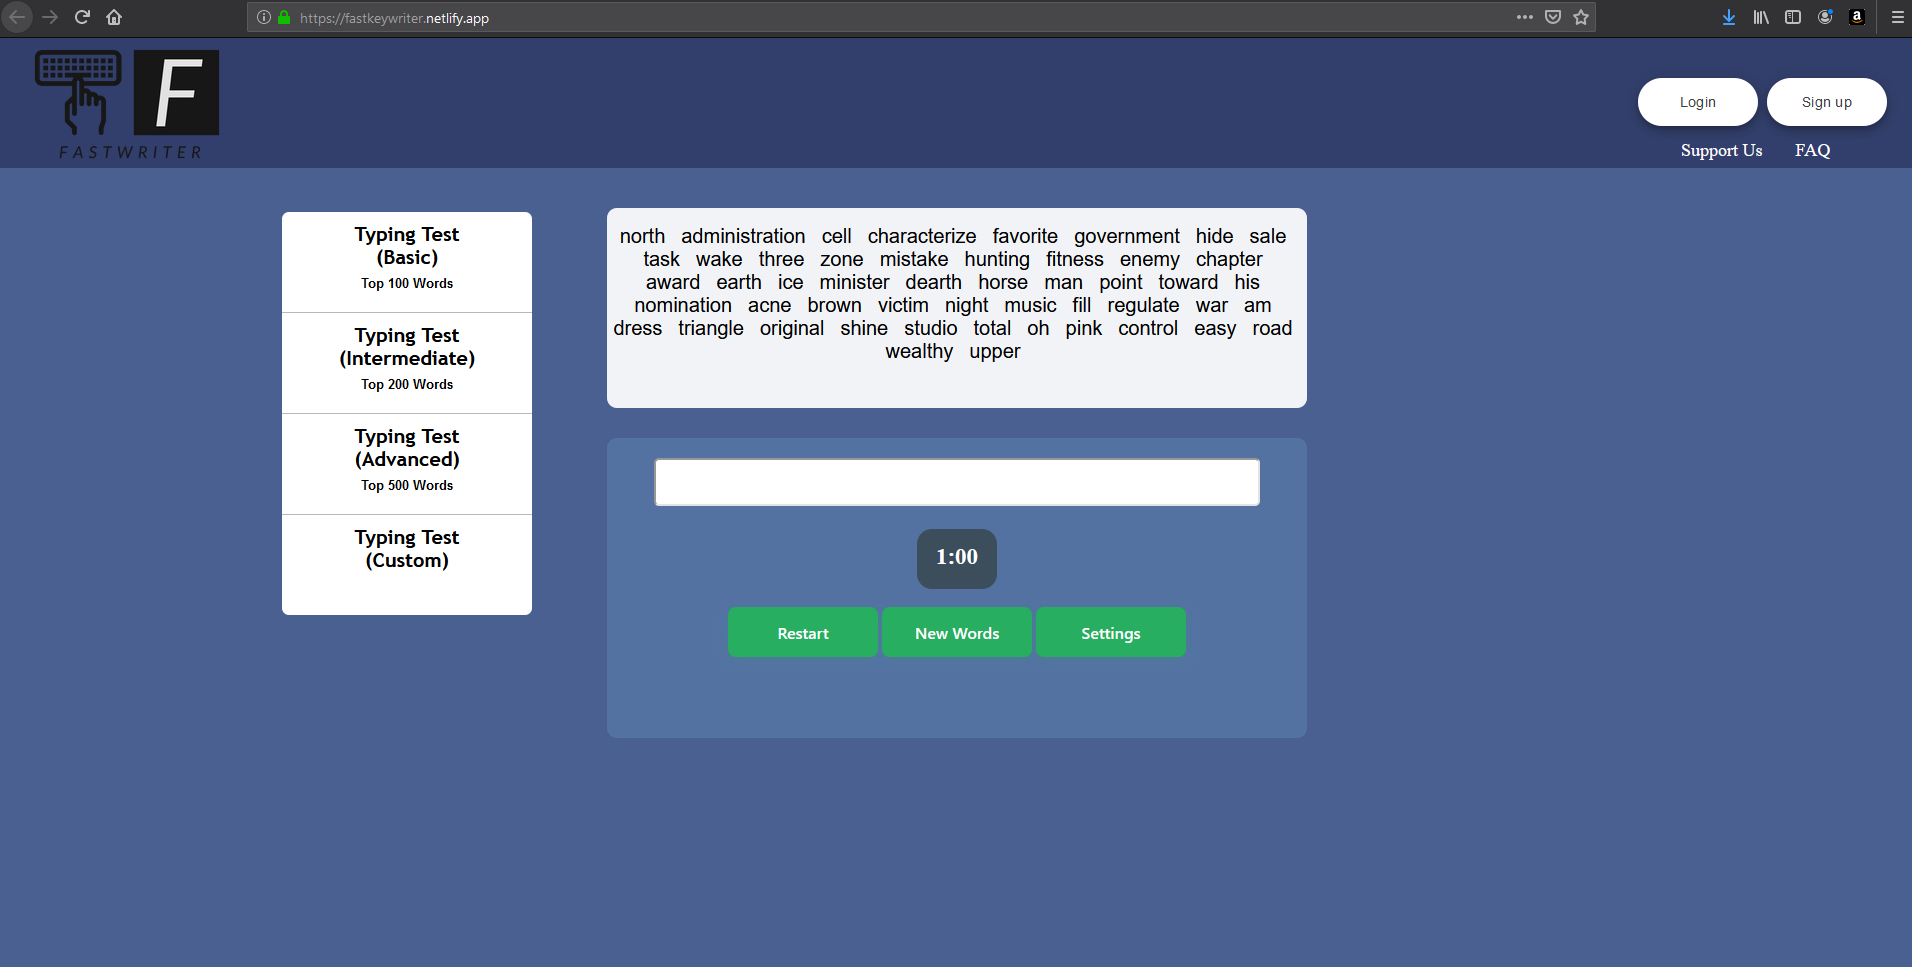 https://fastkeywriter.netlify.app
F
FASTWRITER
Login
Sign up
Support Us
FAQ
Typing Test
(Basic)
Top 100 Words
Typing Test
(Intermediate)
Top 200 Words
Typing Test
(Advanced)
Top 500 Words
Typing Test
(Custom)
north administration cell characterize favorite government hide sale
task wake three zone mistake hunting fitness enemy chapter
award earth ice minister dearth horse man point toward his
nomination acne brown victim night music fill regulate war am
dress triangle original shine studio total oh pink control easy road
wealthy upper
1:00
Restart
New Words
Settings